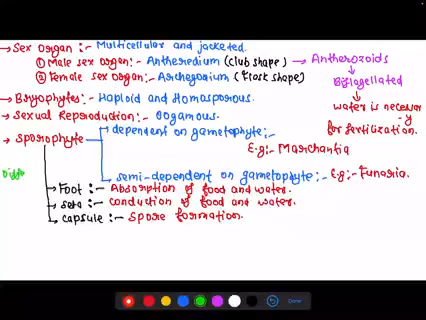 → Sex organ :- Multicellular and jacketed.
① Male sex organ:- Antheredium (club shape) → Antherozoids
② Female sex organ:- Archegonium (flask shape)
↓
Biflagellated
↓
water is necessary
for fertilization.
→ Bryophytes:- Haploid and Homosporous.
→ Sexual Reproduction:- Oogamous.
→ Sporophyte
dependent on gametophyte:-
E.g:- Marchantia
semi-dependent on gametophyte:- E.g:- Funaria.
Foot:- Absorption of food and water.
seta:- conduction of food and water.
capsule:- Spore formation.
Diffe
Done